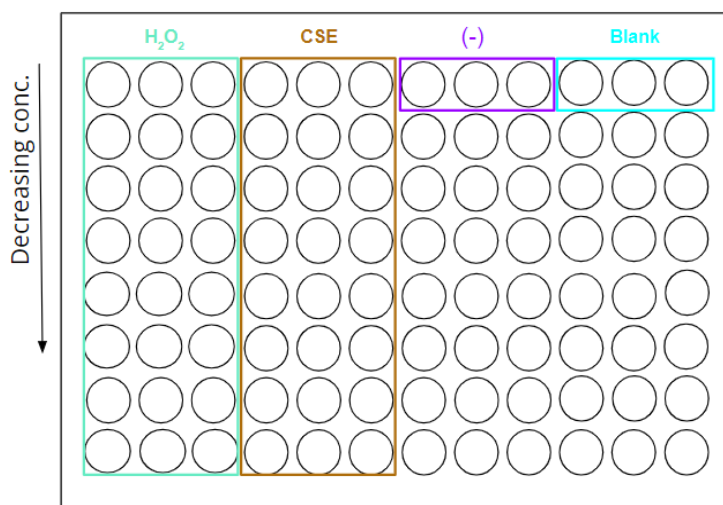 H₂O₂
CSE
(-)
Blank
Decreasing conc.